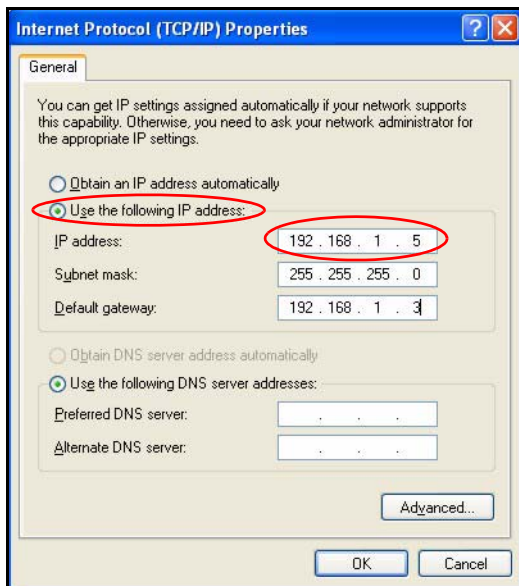 Internet Protocol (TCP/IP) Properties
General
You can get IP settings assigned automatically if your network supports
this capability. Otherwise, you need to ask your network administrator for
the appropriate IP settings.
Obtain an IP address automatically
Use the following IP address:
IP address: 192 . 168 . 1 . 5
Subnet mask: 255 . 255 . 255 . 0
Default gateway: 192 . 168 . 1 . 3
Obtain DNS server address automatically
Use the following DNS server addresses:
Preferred DNS server: . . .
Alternate DNS server: . . .
Advanced...
OK Cancel